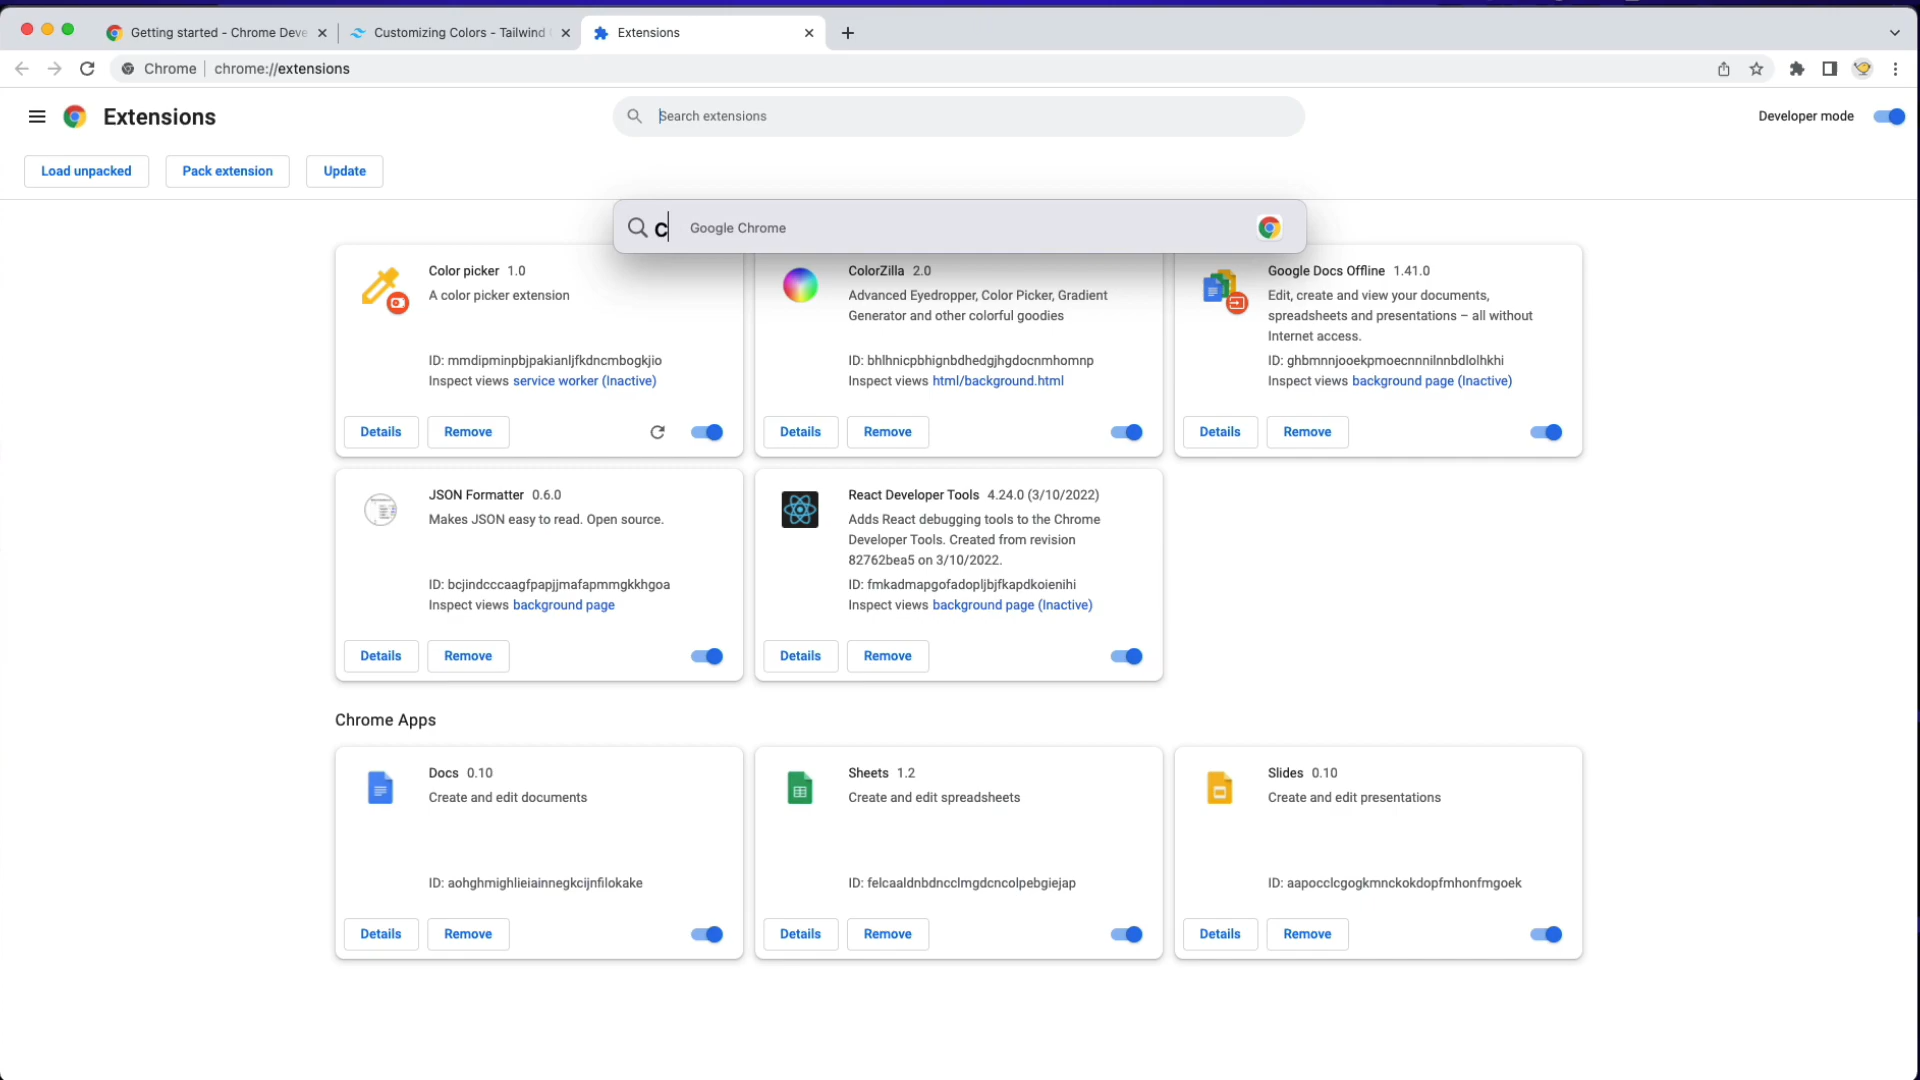 Getting started - Chrome Deve
Customizing Colors - Tailwind
Extensions
Chrome
chrome://extensions
Extensions
Search extensions
Developer mode
Load unpacked
Pack extension
Update
C
Google Chrome
Color picker 1.0
A color picker extension
ID: mmdipminpbjpakianljfkdncmbogkjio
Inspect views service worker (Inactive)
Details
Remove
ColorZilla 2.0
Advanced Eyedropper, Color Picker, Gradient
Generator and other colorful goodies
ID: bhlhnicpbhignbdhedgjhgdocnmhomnp
Inspect views html/background.html
Details
Remove
Google Docs Offline 1.41.0
Edit, create and view your documents,
spreadsheets and presentations – all without
Internet access.
ID: ghbmnnjooekpmoecnnnilnnbdlolhkhi
Inspect views background page (Inactive)
Details
Remove
JSON Formatter 0.6.0
Makes JSON easy to read. Open source.
ID: bcjindcccaagfpapjjmafapmmgkkhgoa
Inspect views background page
Details
Remove
React Developer Tools 4.24.0 (3/10/2022)
Adds React debugging tools to the Chrome
Developer Tools. Created from revision
82762bea5 on 3/10/2022.
ID: fmkadmapgofadopljbjfkapdkoienihi
Inspect views background page (Inactive)
Details
Remove
Chrome Apps
Docs 0.10
Create and edit documents
ID: aohghmighlieiainnegkcijnfilokake
Details
Remove
Sheets 1.2
Create and edit spreadsheets
ID: felcaaldnbdncclmgdcncolpebgiejap
Details
Remove
Slides 0.10
Create and edit presentations
ID: aapocclcgogkmnckokdopfmhonfmgoek
Details
Remove